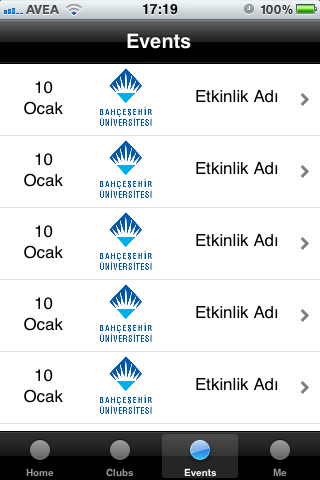 AVEA 17:19 100%
Events
10
Ocak
BAHÇEŞEHİR
ÜNİVERSİTESİ
Etkinlik Adı
10
Ocak
BAHÇEŞEHİR
ÜNİVERSİTESİ
Etkinlik Adı
10
Ocak
BAHÇEŞEHİR
ÜNİVERSİTESİ
Etkinlik Adı
10
Ocak
BAHÇEŞEHİR
ÜNİVERSİTESİ
Etkinlik Adı
10
Ocak
BAHÇEŞEHİR
ÜNİVERSİTESİ
Etkinlik Adı
Home Clubs Events Me